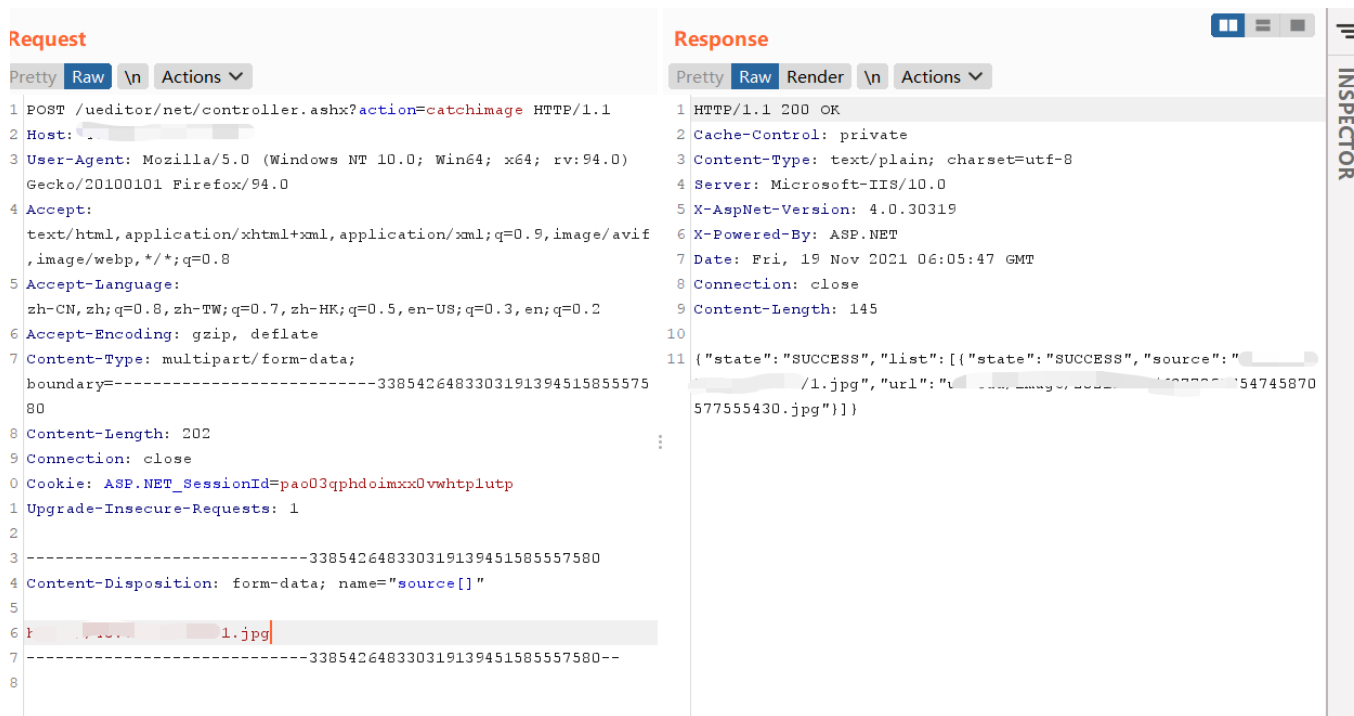 Request
Pretty Raw \n Actions
1 POST /ueditor/net/controller.ashx?action=catchimage HTTP/1.1
2 Host:
3 User-Agent: Mozilla/5.0 (Windows NT 10.0; Win64; x64; rv:94.0)
Gecko/20100101 Firefox/94.0
4 Accept:
text/html,application/xhtml+xml,application/xml;q=0.9,image/avif
,image/webp,*/*;q=0.8
5 Accept-Language:
zh-CN,zh;q=0.8,zh-TW;q=0.7,zh-HK;q=0.5,en-US;q=0.3,en;q=0.2
6 Accept-Encoding: gzip, deflate
7 Content-Type: multipart/form-data;
boundary=---------------------------3385426483303191394515855575
80
8 Content-Length: 202
9 Connection: close
0 Cookie: ASP.NET_SessionId=pao03qphdoimxx0vwhtp1utp
1 Upgrade-Insecure-Requests: 1
2
3 -----------------------------338542648330319139451585557580
4 Content-Disposition: form-data; name="source[]"
5
6 1.jpg
7 -----------------------------338542648330319139451585557580--
8
Response
Pretty Raw Render \n Actions
1 HTTP/1.1 200 OK
2 Cache-Control: private
3 Content-Type: text/plain; charset=utf-8
4 Server: Microsoft-IIS/10.0
5 X-AspNet-Version: 4.0.30319
6 X-Powered-By: ASP.NET
7 Date: Fri, 19 Nov 2021 06:05:47 GMT
8 Connection: close
9 Content-Length: 145
10
11 {"state":"SUCCESS","list":[{"state":"SUCCESS","source":"
/1.jpg","url":" 54745870
577555430.jpg"}]}
INSPECTOR